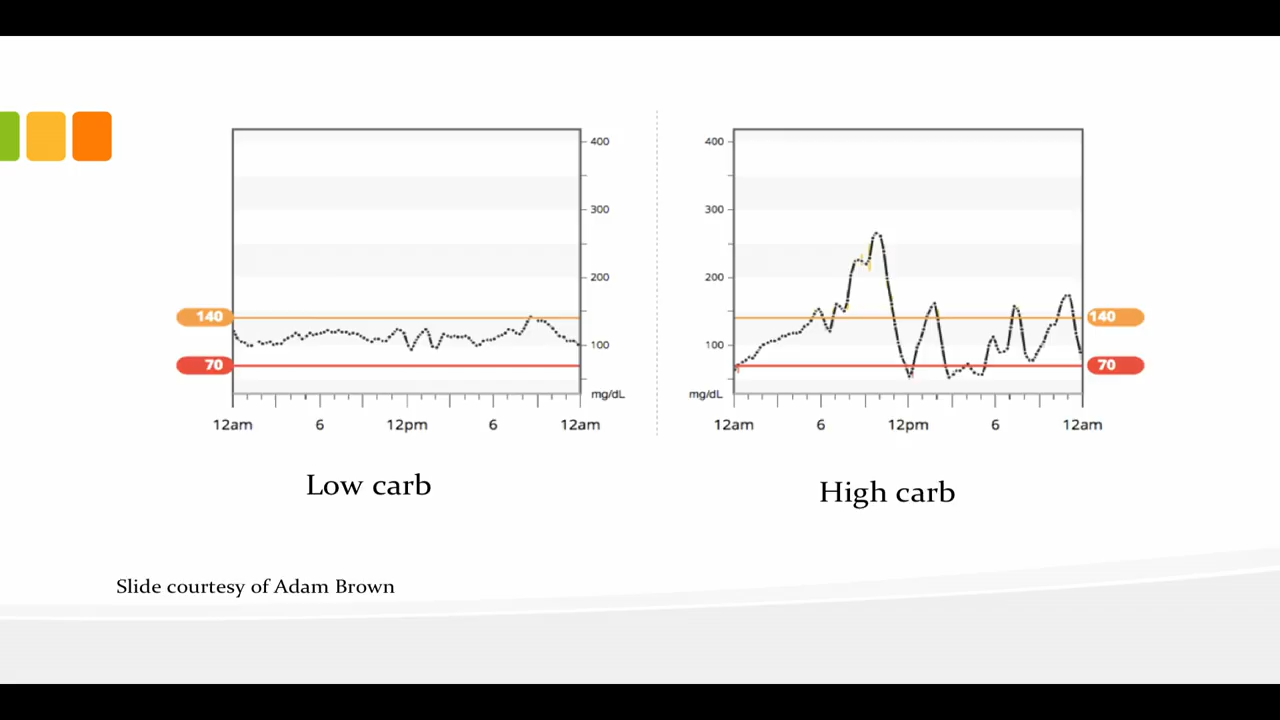 400
300
200
140
100
70
mg/dL
12am 6 12pm 6 12am
Low carb
400
300
200
140
100
70
mg/dL
12am 6 12pm 6 12am
High carb
Slide courtesy of Adam Brown